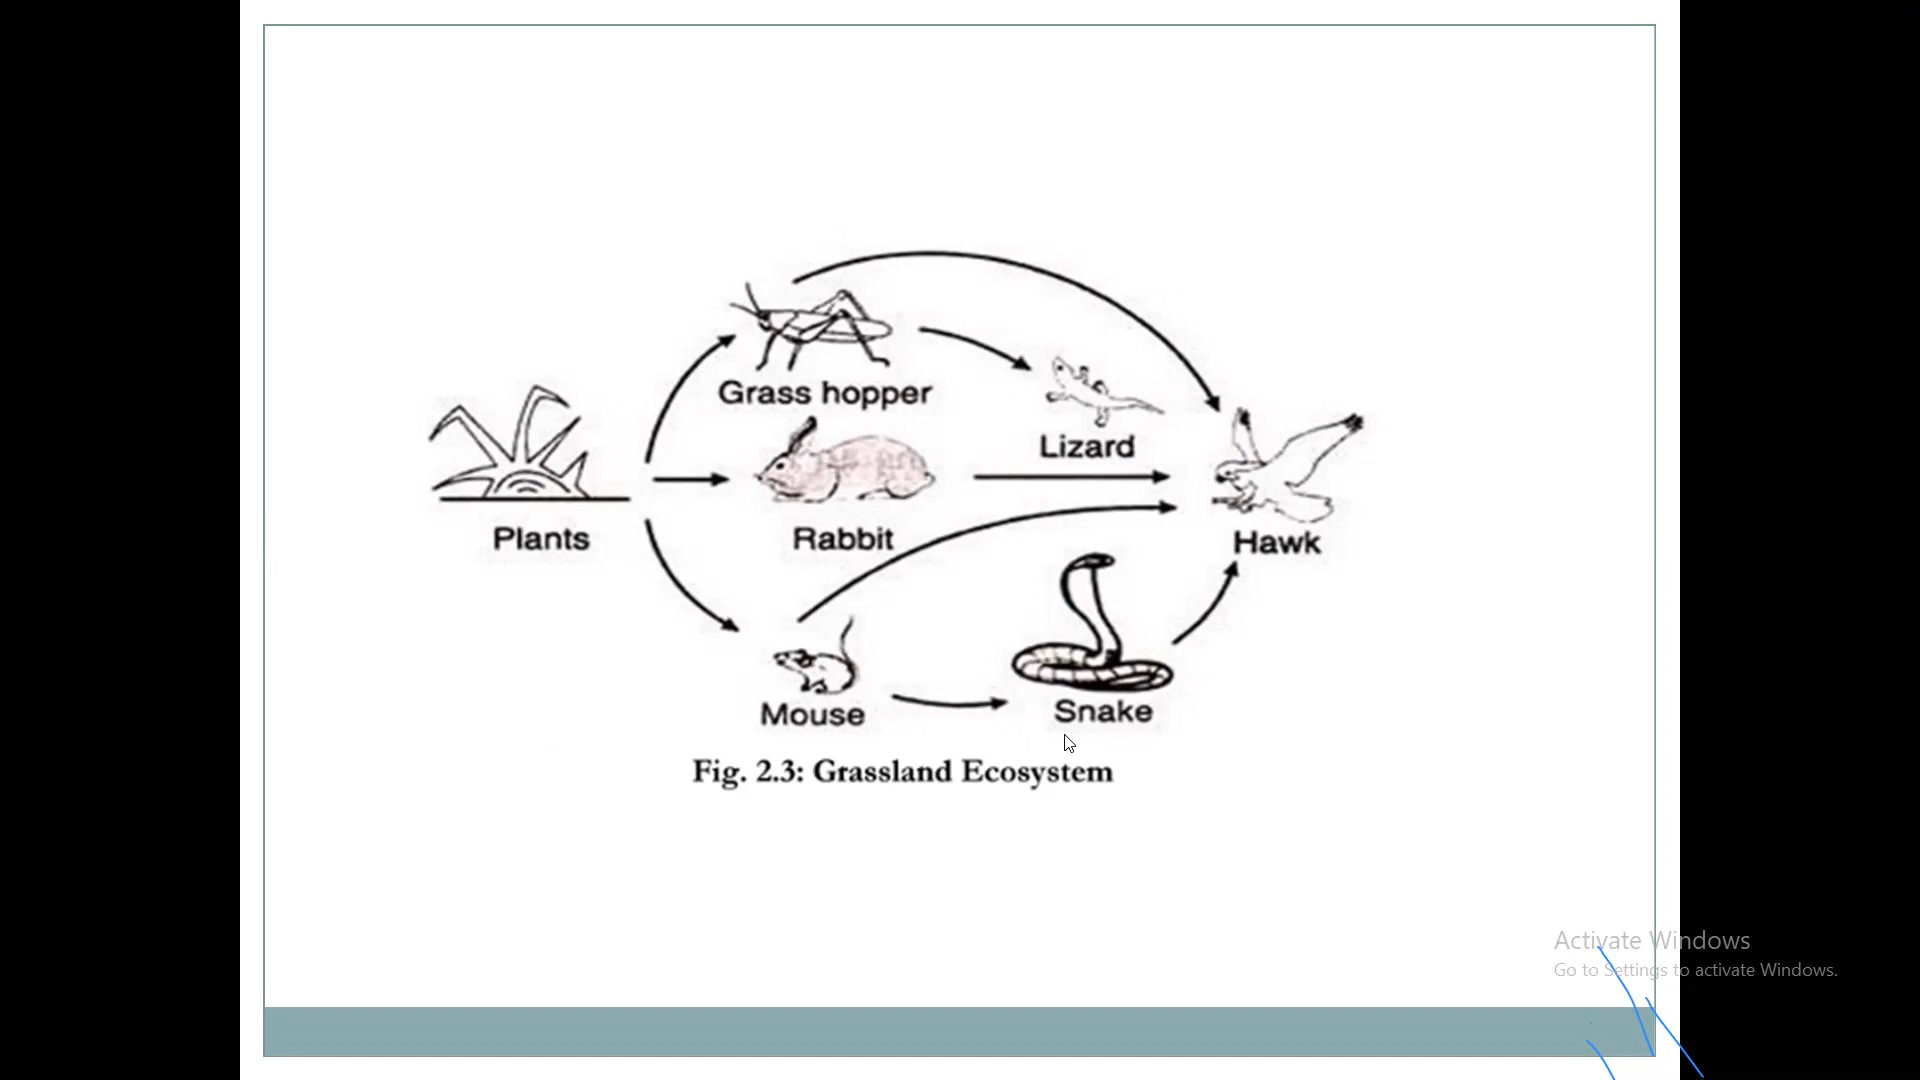 Grass hopper
Lizard
Plants
Rabbit
Hawk
Mouse
Snake
Fig. 2.3: Grassland Ecosystem
Activate Windows
Go to Settings to activate Windows.